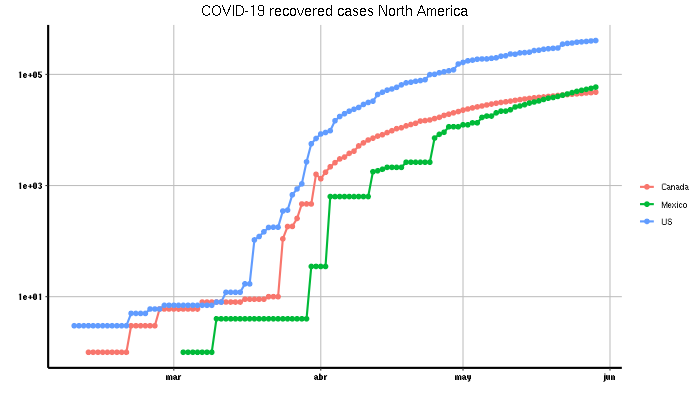 COVID-19 recovered cases North America
1e+05
1e+03
1e+01
mar
abr
may
jun
Canada
Mexico
US